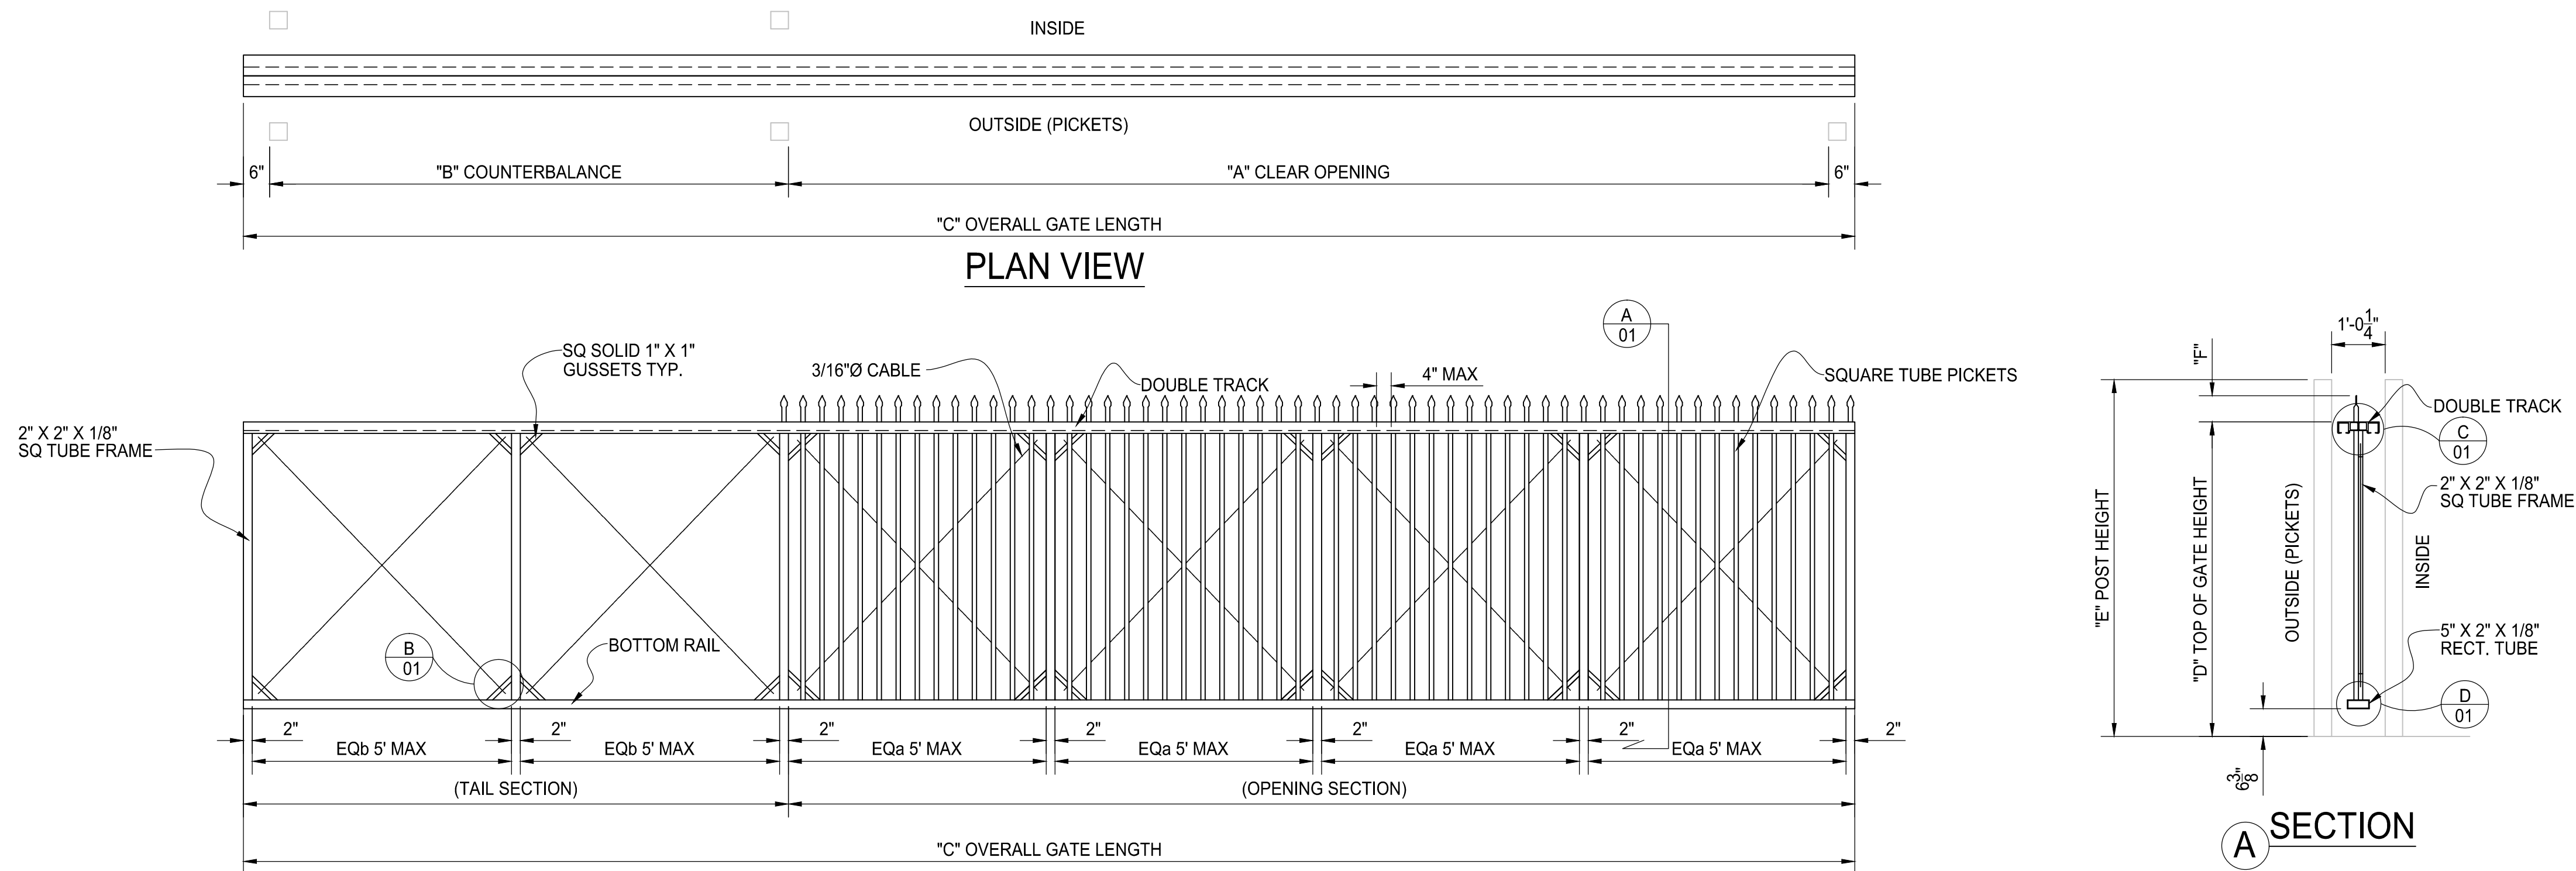 INSIDE
OUTSIDE (PICKETS)
6"
"B" COUNTERBALANCE
"A" CLEAR OPENING
6"
"C" OVERALL GATE LENGTH
PLAN VIEW
SQ SOLID 1" X 1"
GUSSETS TYP.
3/16"Ø CABLE
DOUBLE TRACK
4" MAX
A
01
SQUARE TUBE PICKETS
2" X 2" X 1/8"
SQ TUBE FRAME
B
01
BOTTOM RAIL
2"
2"
2"
2"
2"
2"
2"
EQb 5' MAX
EQb 5' MAX
EQa 5' MAX
EQa 5' MAX
EQa 5' MAX
EQa 5' MAX
(TAIL SECTION)
(OPENING SECTION)
"C" OVERALL GATE LENGTH
1'-0 1/4"
"F"
DOUBLE TRACK
C
01
2" X 2" X 1/8"
SQ TUBE FRAME
"E" POST HEIGHT
"D" TOP OF GATE HEIGHT
OUTSIDE (PICKETS)
INSIDE
5" X 2" X 1/8"
RECT. TUBE
D
01
6 3/8"
A
SECTION